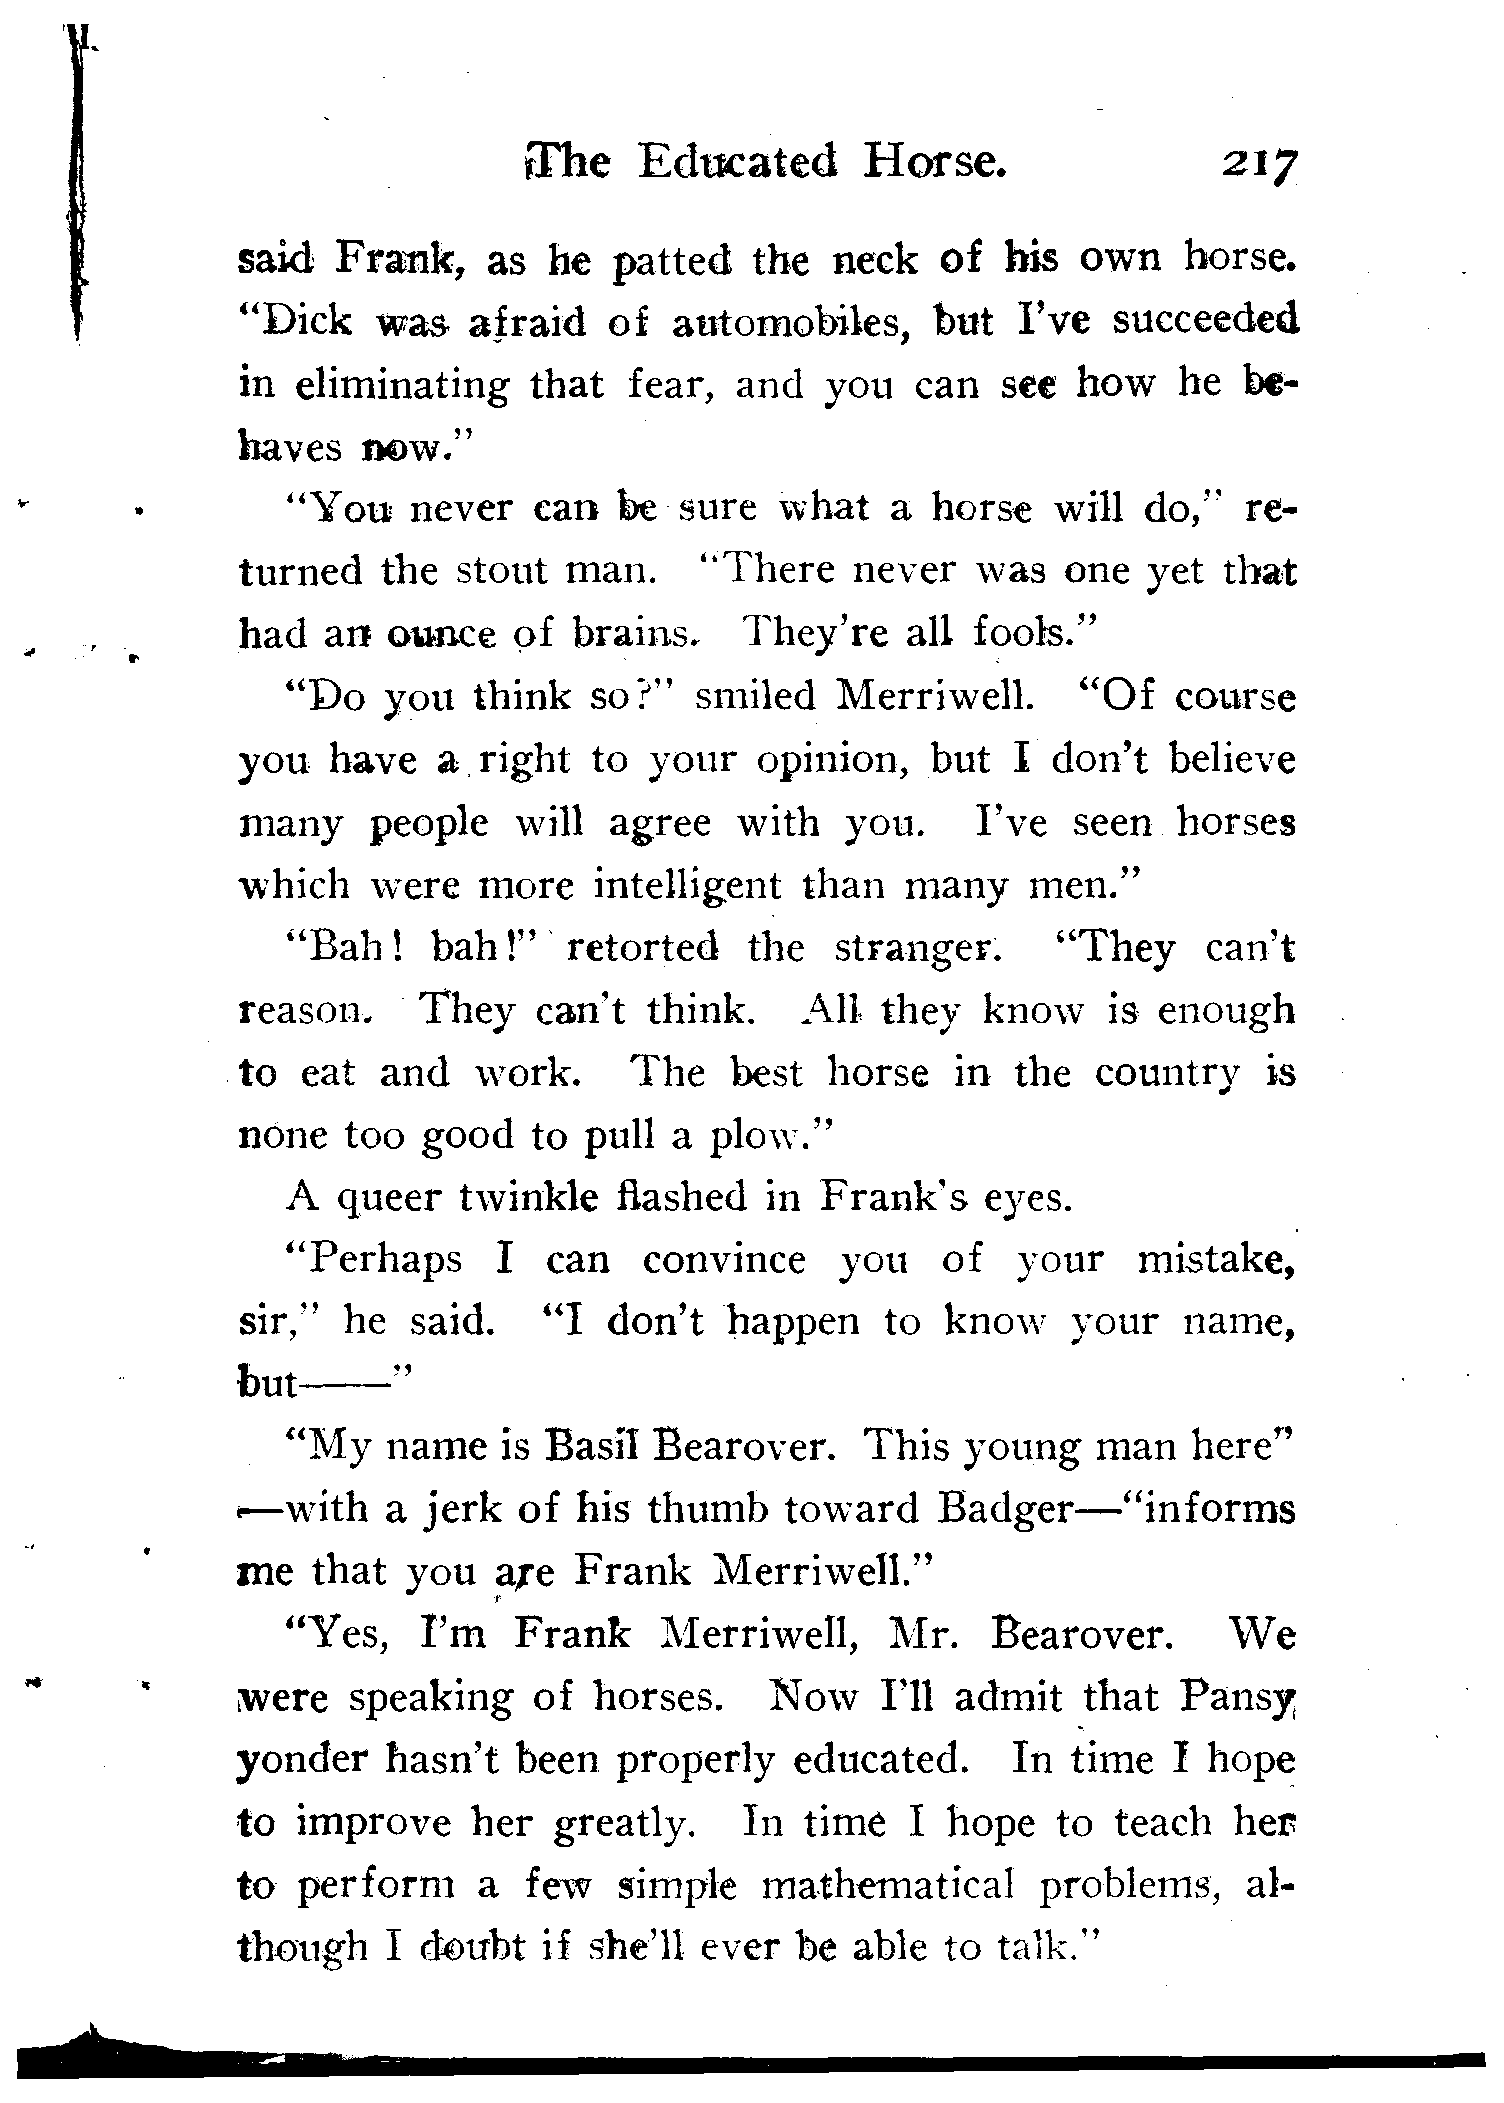 The Educated Horse. 217
said Frank, as he patted the neck of his own horse.
“Dick was afraid of automobiles, but I’ve succeeded
in eliminating that fear, and you can see how he be-
haves now.”
“You never can be sure what a horse will do,” re-
turned the stout man. “There never was one yet that
had an ounce of brains. They’re all fools.”
“Do you think so?” smiled Merriwell. “Of course
you have a right to your opinion, but I don’t believe
many people will agree with you. I’ve seen horses
which were more intelligent than many men.”
“Bah! bah!” retorted the stranger. “They can’t
reason. They can’t think. All they know is enough
to eat and work. The best horse in the country is
none too good to pull a plow.”
A queer twinkle flashed in Frank’s eyes.
“Perhaps I can convince you of your mistake,
sir,” he said. “I don’t happen to know your name,
but——”
“My name is Basil Bearover. This young man here”
—with a jerk of his thumb toward Badger—“informs
me that you are Frank Merriwell.”
“Yes, I’m Frank Merriwell, Mr. Bearover. We
were speaking of horses. Now I’ll admit that Pansy
yonder hasn’t been properly educated. In time I hope
to improve her greatly. In time I hope to teach her
to perform a few simple mathematical problems, al-
though I doubt if she’ll ever be able to talk.”